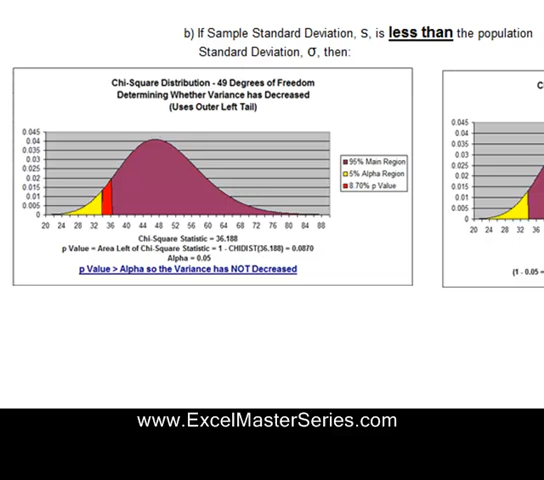 b) If Sample Standard Deviation, s, is less than the population
Standard Deviation, σ, then:
Chi-Square Distribution - 49 Degrees of Freedom
Determining Whether Variance has Decreased
(Uses Outer Left Tail)
0.045
0.04
0.035
0.03
0.025
0.02
0.015
0.01
0.005
0
20 24 28 32 36 40 44 48 52 56 60 64 68 72 76 80 84 88
95% Main Region
5% Alpha Region
8.70% p Value
Chi-Square Statistic = 36.188
p Value = Area Left of Chi-Square Statistic = 1 - CHIDIST(36.188) = 0.0870
Alpha = 0.05
p Value > Alpha so the Variance has NOT Decreased
C
0.045
0.04
0.035
0.03
0.025
0.02
0.015
0.01
0.005
0
20 24 28 32 36
(1 - 0.05 =
www.ExcelMasterSeries.com